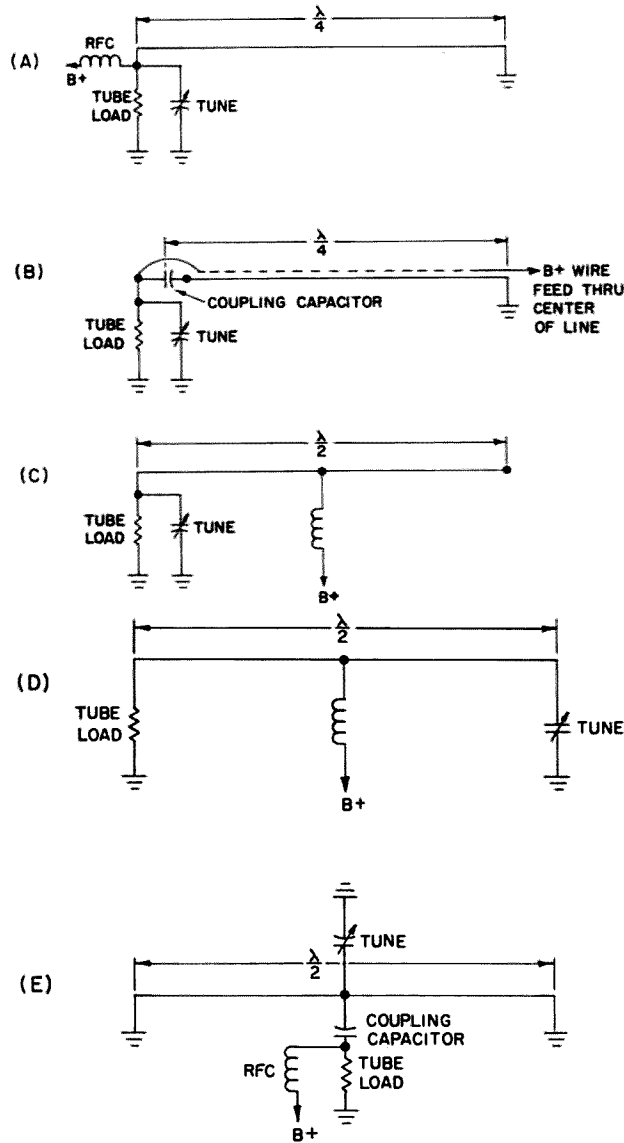 λ/4
(A)
RFC
B+
TUBE
LOAD
TUNE
λ/4
(B)
B+ WIRE
FEED THRU
CENTER
OF LINE
COUPLING CAPACITOR
TUBE
LOAD
TUNE
λ/2
(C)
TUBE
LOAD
TUNE
B+
λ/2
(D)
TUBE
LOAD
TUNE
B+
TUNE
λ/2
(E)
COUPLING
CAPACITOR
RFC
TUBE
LOAD
B+